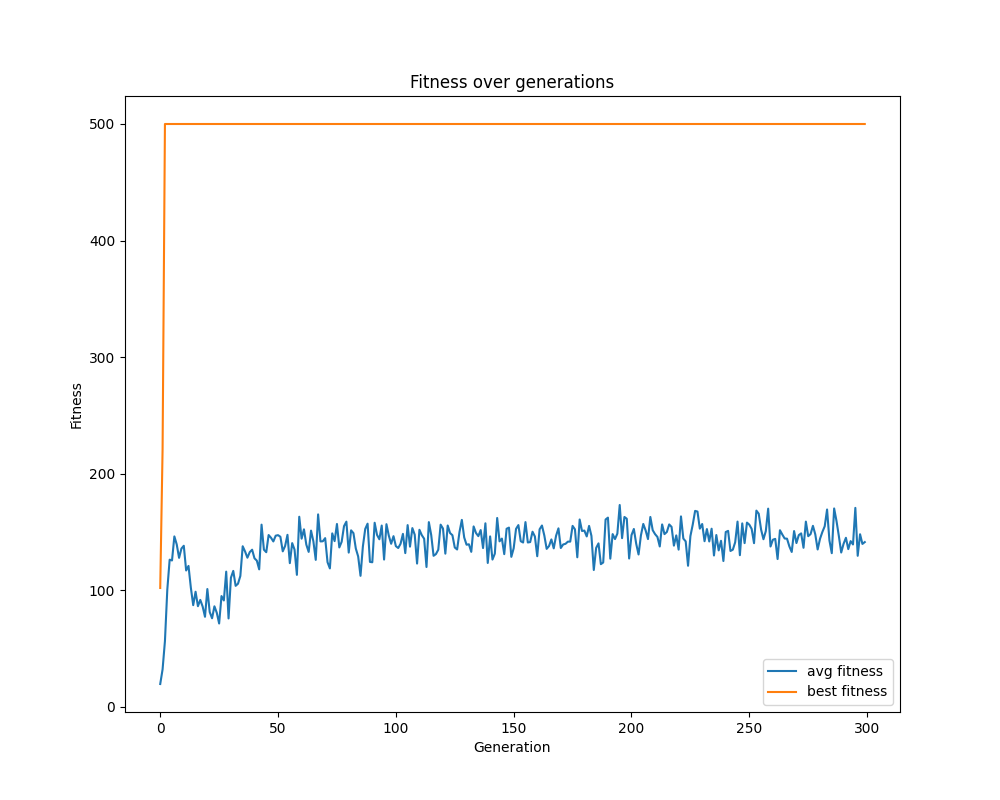 Fitness over generations
500
400
300
200
100
0
Fitness
0 50 100 150 200 250 300
Generation
avg fitness
best fitness